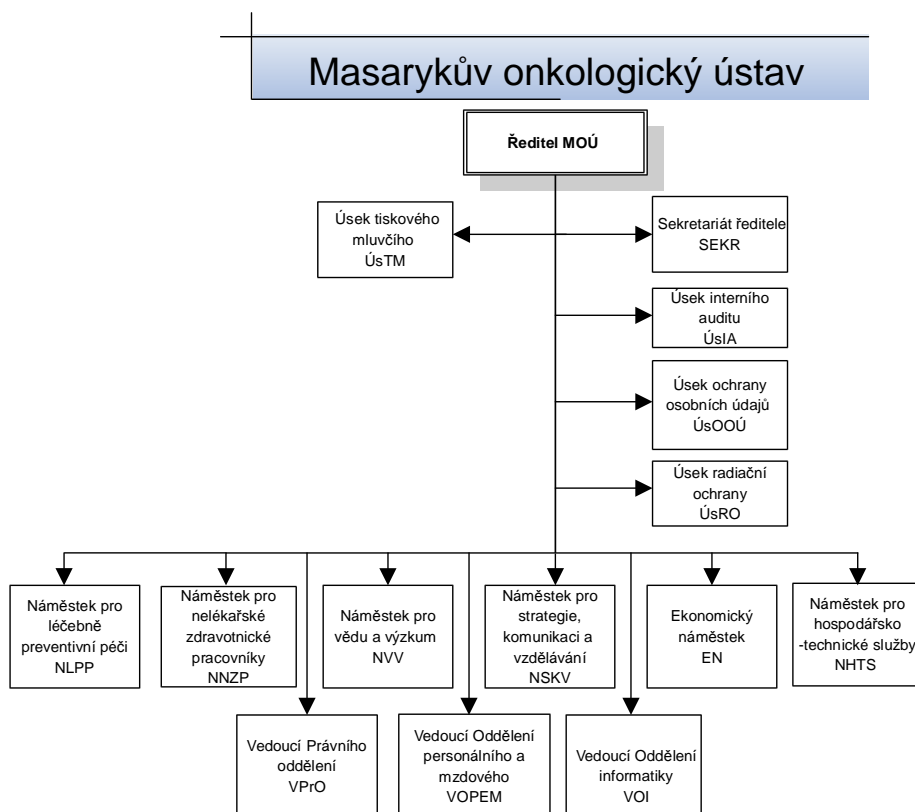 Masarykův onkologický ústav
Ředitel MOÚ
Úsek tiskového
mluvčího
ÚsTM
Sekretariát ředitele
SEKR
Úsek interního
auditu
ÚsIA
Úsek ochrany
osobních údajů
ÚsOOÚ
Úsek radiační
ochrany
ÚsRO
Náměstek pro
léčebně
preventivní péči
NLPP
Náměstek pro
nelékařské
zdravotnické
pracovníky
NNZP
Náměstek pro
vědu a výzkum
NVV
Náměstek pro
strategie,
komunikaci a
vzdělávání
NSKV
Ekonomický
náměstek
EN
Náměstek pro
hospodářsko
-technické služby
NHTS
Vedoucí Právního
oddělení
VPrO
Vedoucí Oddělení
personálního a
mzdového
VOPEM
Vedoucí Oddělení
informatiky
VOI